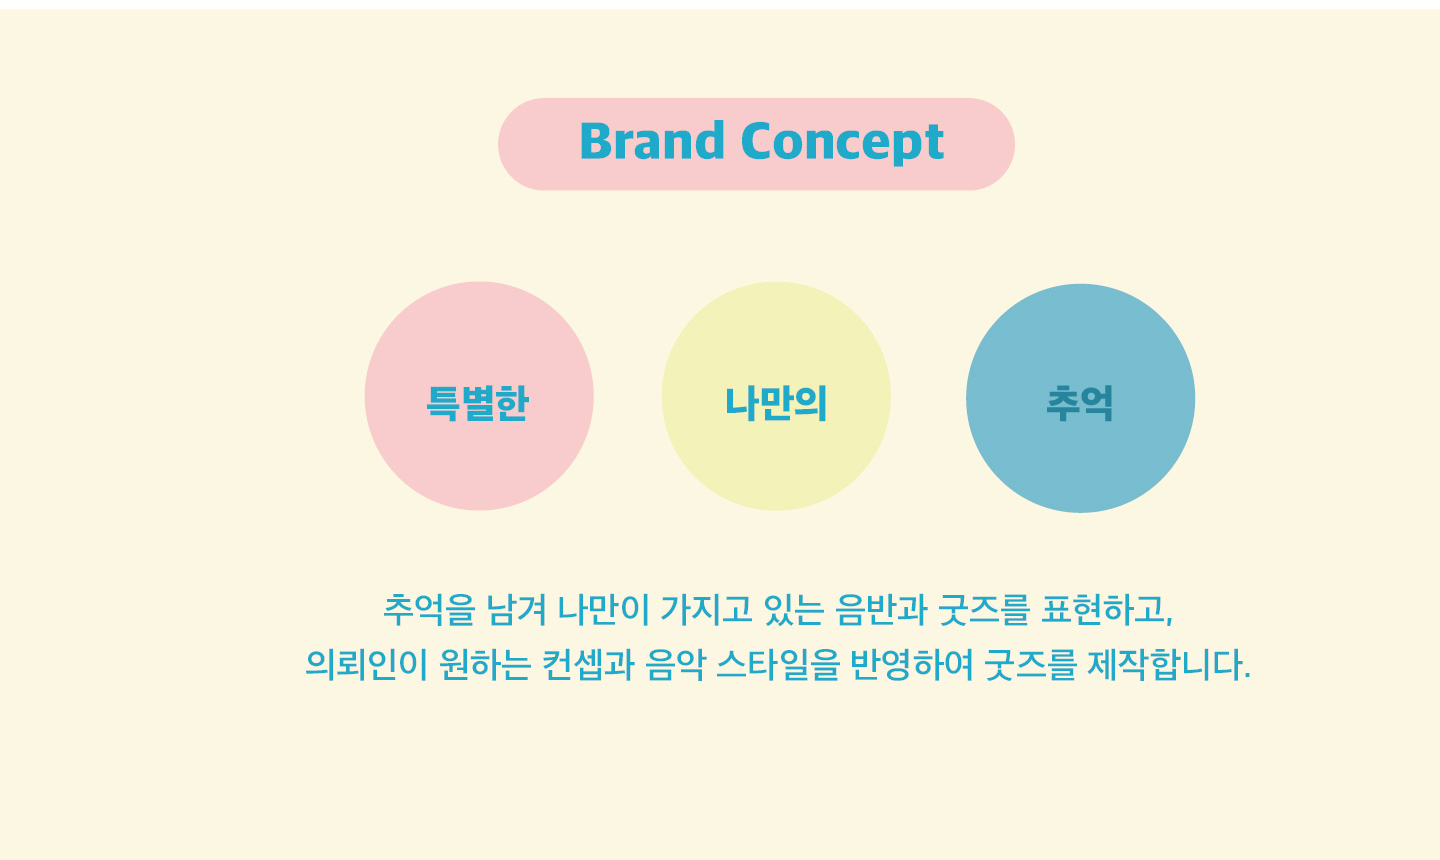 Brand Concept
특별한
나만의
추억
추억을 남겨 나만이 가지고 있는 음반과 굿즈를 표현하고,
의뢰인이 원하는 컨셉과 음악 스타일을 반영하여 굿즈를 제작합니다.